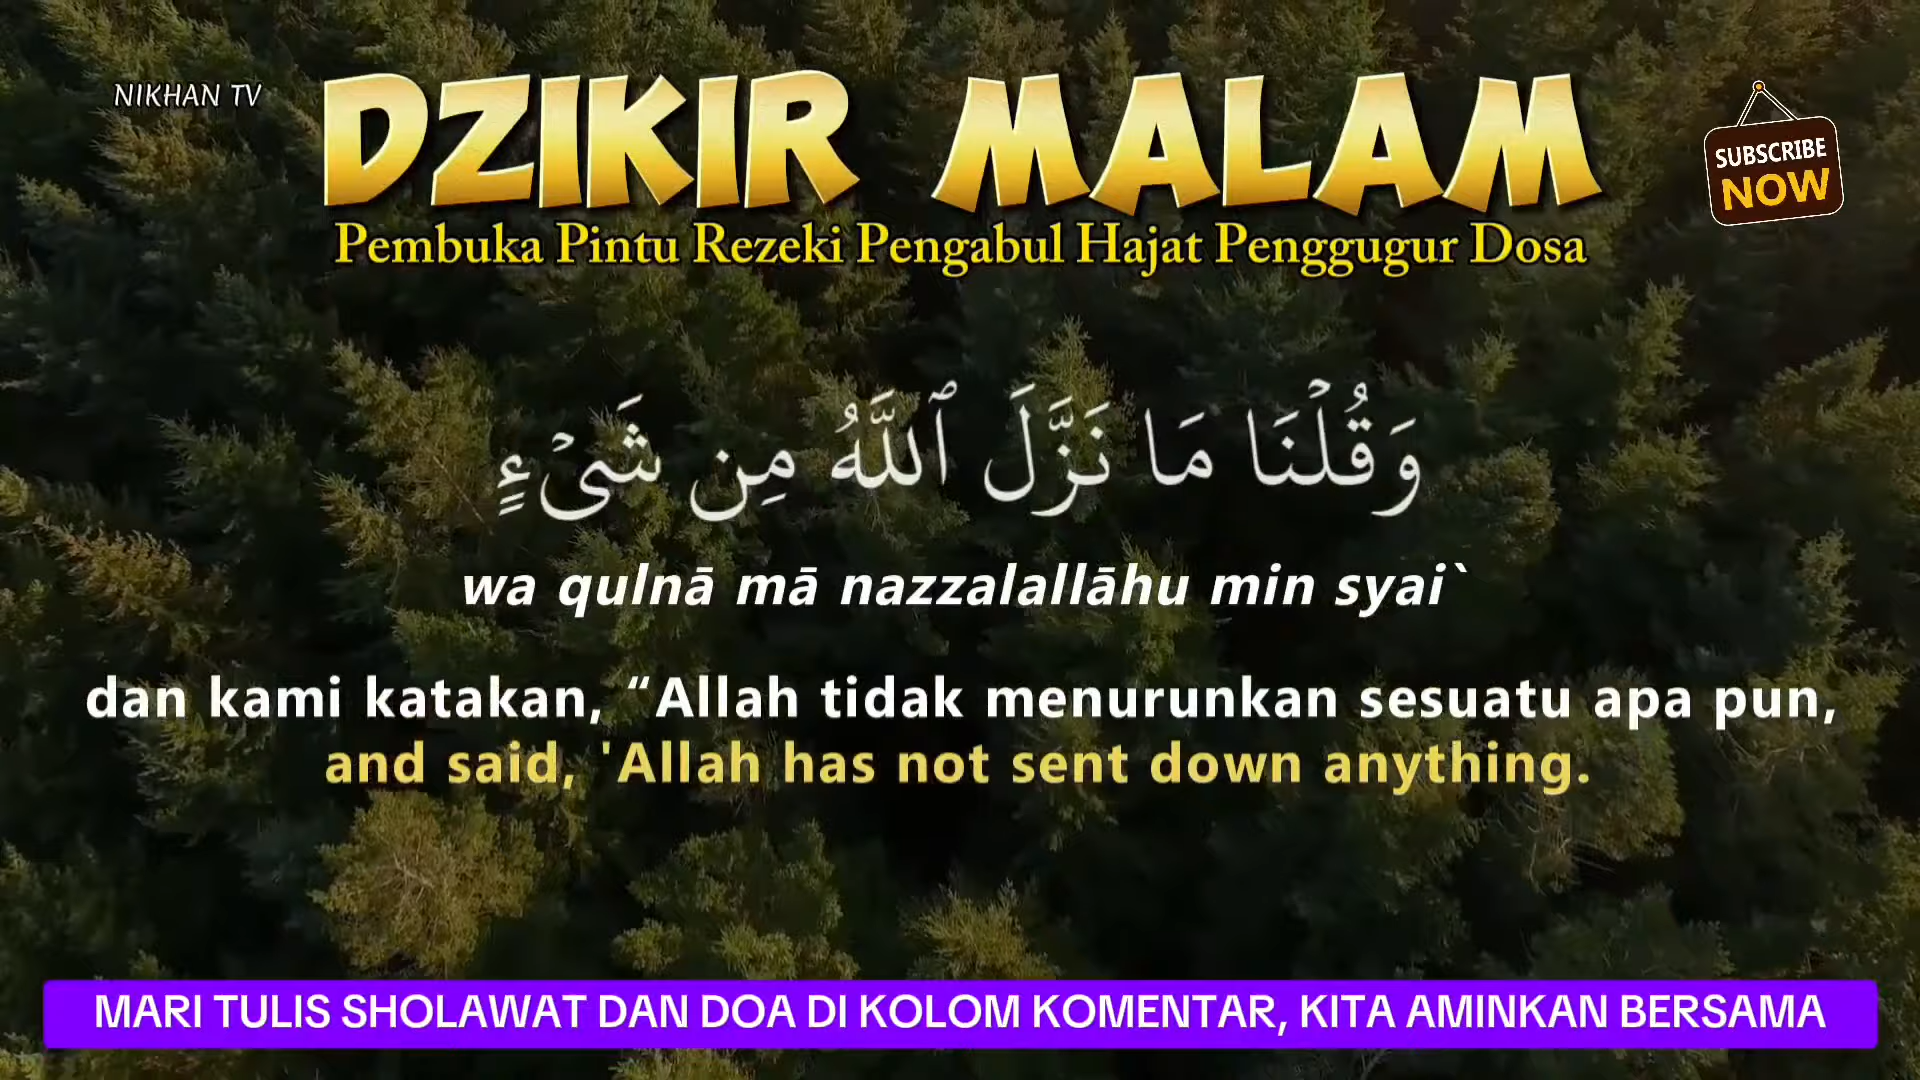 NIKHAN TV
DZIKIR MALAM
SUBSCRIBE
NOW
Pembuka Pintu Rezeki Pengabul Hajat Penggugur Dosa
وَقُلۡنَا مَا نَزَّلَ ٱللَّهُ مِن شَىۡءٍ
wa qulnā mā nazzalallāhu min syai`
dan kami katakan, “Allah tidak menurunkan sesuatu apa pun,
and said, 'Allah has not sent down anything.
MARI TULIS SHOLAWAT DAN DOA DI KOLOM KOMENTAR, KITA AMINKAN BERSAMA